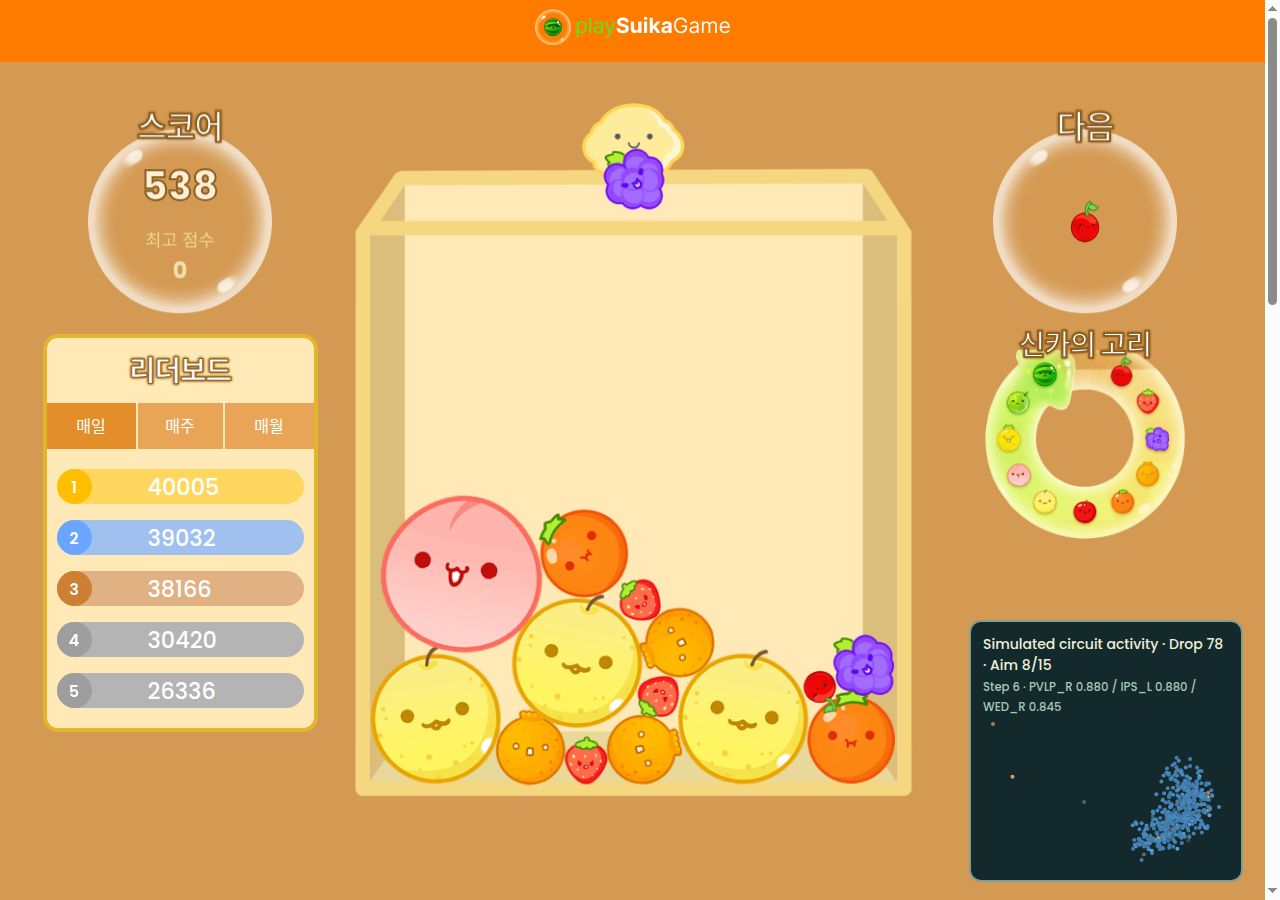 playSuikaGame
스코어
538
최고 점수
0
다음
신카의 고리
리더보드
매일 매주 매월
1 40005
2 39032
3 38166
4 30420
5 26336
Simulated circuit activity · Drop 78
· Aim 8/15
Step 6 · PVLP_R 0.880 / IPS_L 0.880 /
WED_R 0.845